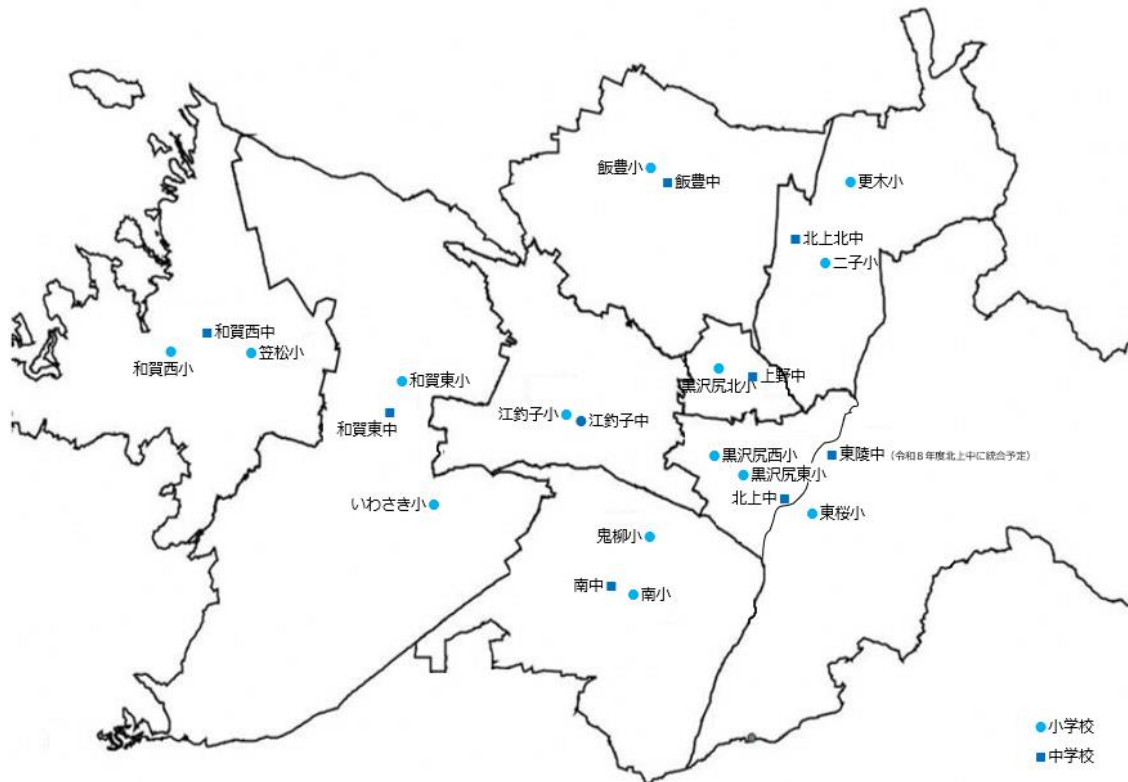 飯豊小
飯豊中
更木小
北上北中
二子小
和賀西中
和賀西小
笠松小
和賀東小
和賀東中
黒沢尻北小
上野中
江釣子小
江釣子中
黒沢尻西小
黒沢尻東小
東陵中（令和8年度北上中に統合予定）
北上中
東桜小
いわさき小
鬼柳小
南中
南小
小学校
中学校